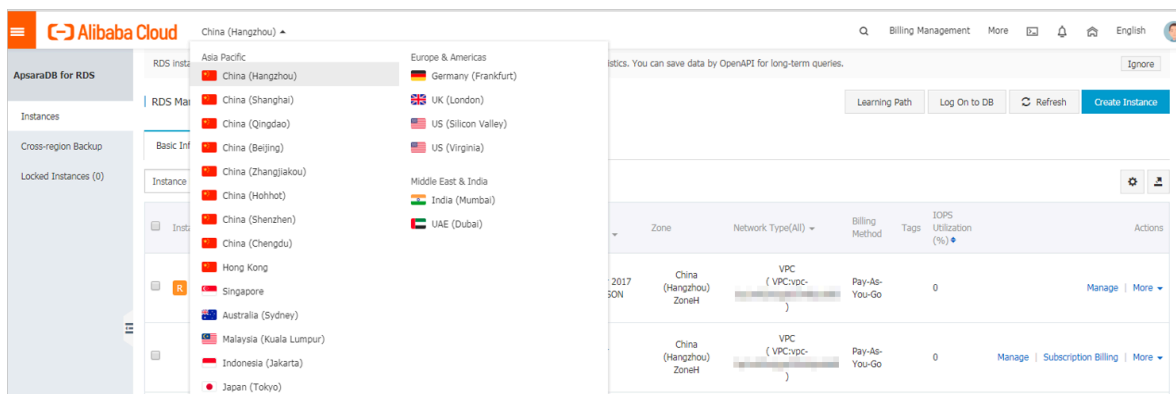 Alibaba Cloud
China (Hangzhou)
Billing Management
More
English
ApsaraDB for RDS
Instances
Cross-region Backup
Locked Instances (0)
RDS
Asia Pacific
China (Hangzhou)
China (Shanghai)
China (Qingdao)
China (Beijing)
China (Zhangjiakou)
China (Hohhot)
China (Shenzhen)
China (Chengdu)
Hong Kong
Singapore
Australia (Sydney)
Malaysia (Kuala Lumpur)
Indonesia (Jakarta)
Japan (Tokyo)
Europe & Americas
Germany (Frankfurt)
UK (London)
US (Silicon Valley)
US (Virginia)
Middle East & India
India (Mumbai)
UAE (Dubai)
You can save data by OpenAPI for long-term queries.
Ignore
RDS
Learning Path
Log On to DB
Refresh
Create Instance
Basic
Instance
Zone
Network Type(All)
Billing
Method
Tags
IOPS
Utilization
(%)
Actions
R
2017
China
(Hangzhou)
ZoneH
VPC
( VPC:vpc-
)
Pay-As-
You-Go
0
Manage | More
China
(Hangzhou)
ZoneH
VPC
( VPC:vpc-
)
Pay-As-
You-Go
0
Manage | Subscription Billing | More